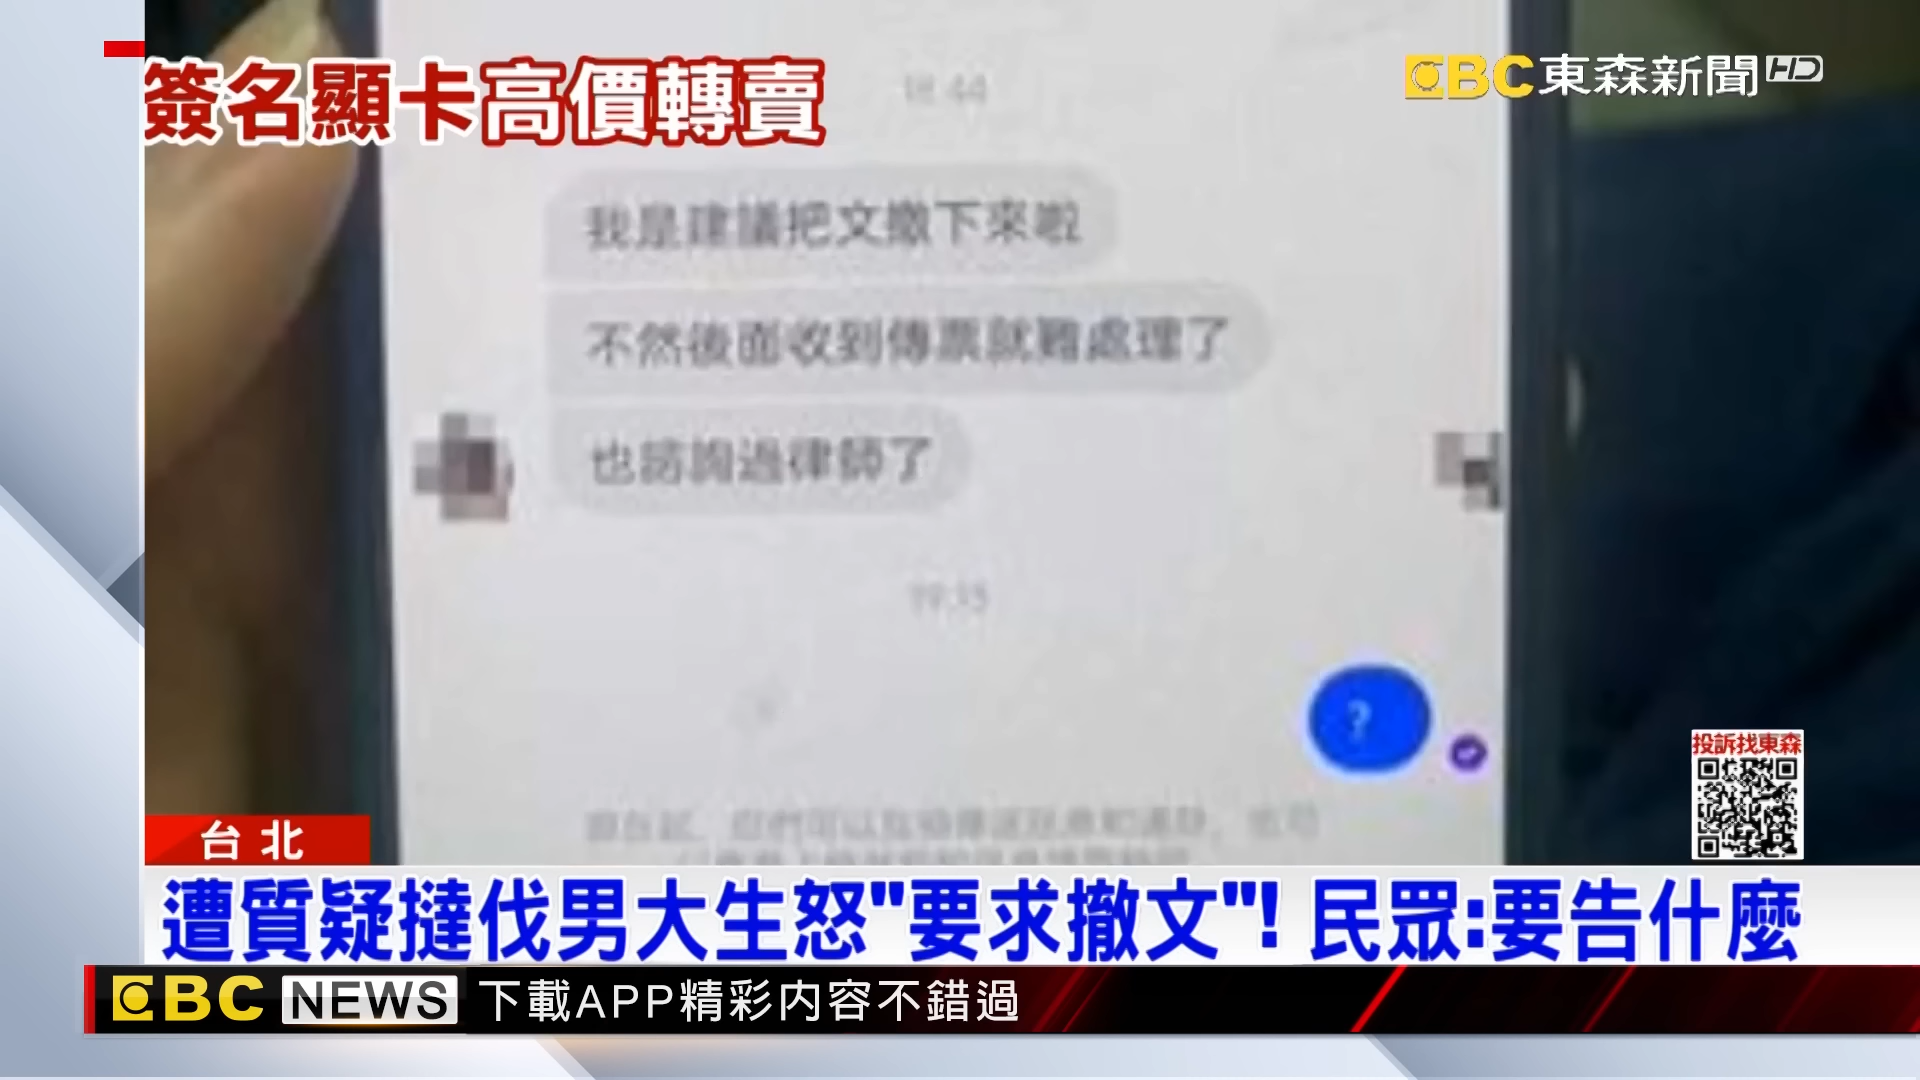 簽名顯卡高價轉賣
EBC東森新聞HD
18:44
我是建議把文撤下來啦
不然後面收到傳票就難處理了
也諮詢過律師了
19:15
?
投訴找東森
台北
遭質疑撻伐男大生怒"要求撤文"! 民眾:要告什麼
EBC NEWS 下載APP精彩內容不錯過